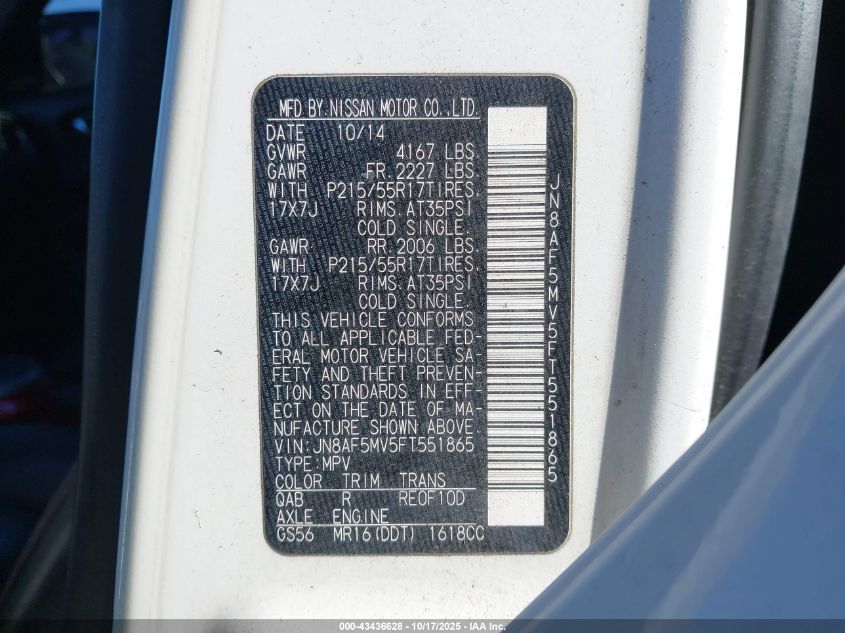 MFD BY NISSAN MOTOR CO.,LTD.
DATE 10/14
GVWR 4167 LBS.
GAWR FR. 2227 LBS.
WITH P215/55R17TIRES,
17X7J RIMS.AT35PSI
COLD SINGLE.
GAWR RR. 2006 LBS.
WITH P215/55R17TIRES,
17X7J RIMS.AT35PSI
COLD SINGLE.
THIS VEHICLE CONFORMS
TO ALL APPLICABLE FED-
ERAL MOTOR VEHICLE SA-
FETY AND THEFT PREVEN-
TION STANDARDS IN EFF-
ECT ON THE DATE OF MA-
NUFACTURE SHOWN ABOVE.
VIN:JN8AF5MV5FT551865
TYPE:MPV
COLOR TRIM TRANS
QAB R RE0F10D
AXLE ENGINE
GS56 MR16(DDT) 1618CC
JN8AF5MV5FT551865
000-43436628 - 10/17/2025 - IAA Inc.